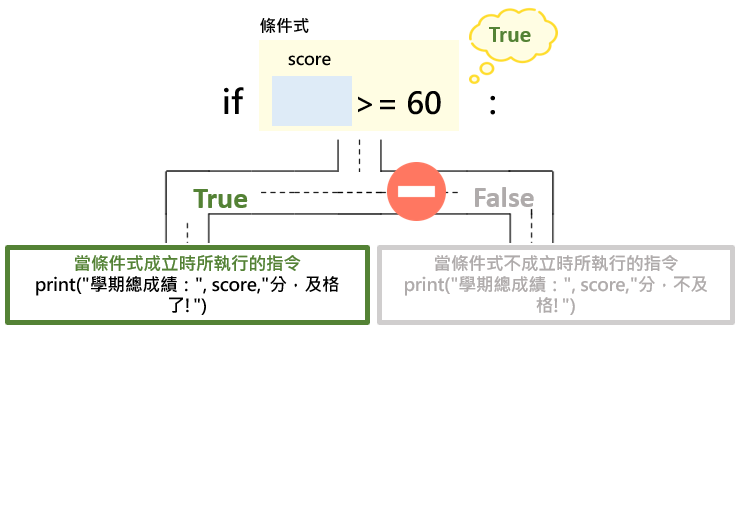 條件式
True
score
if >= 60 :
True
False
當條件式成立時所執行的指令
print("學期總成績：", score,"分，及格
了! ")
當條件式不成立時所執行的指令
print("學期總成績：", score,"分，不及
格! ")